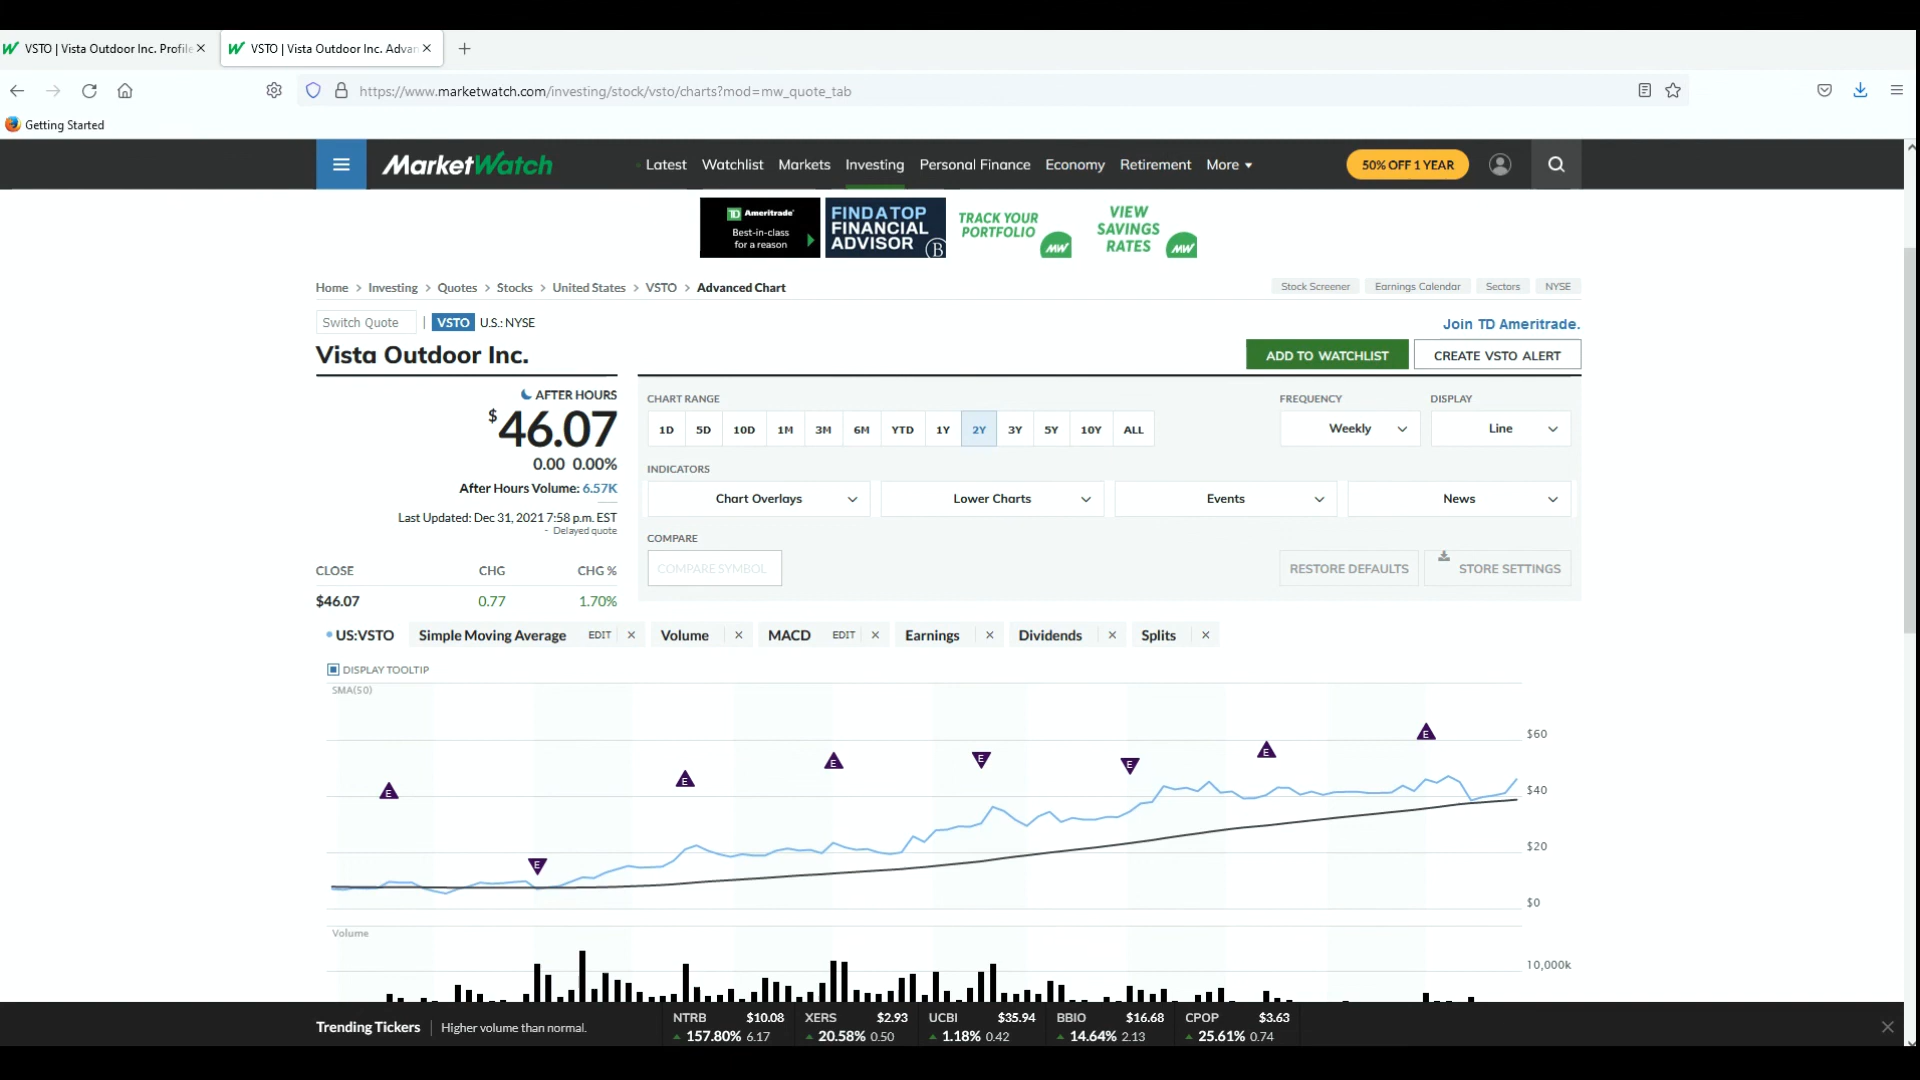 VSTO | Vista Outdoor Inc. Profile
VSTO | Vista Outdoor Inc. Advan
https://www.marketwatch.com/investing/stock/vsto/charts?mod=mw_quote_tab
Getting Started
MarketWatch
Latest Watchlist Markets Investing Personal Finance Economy Retirement More
50% OFF 1 YEAR
TD Ameritrade
Best-in-class
for a reason
FIND A TOP
FINANCIAL
ADVISOR
B
TRACK YOUR
PORTFOLIO
MW
VIEW
SAVINGS
RATES
MW
Home > Investing > Quotes > Stocks > United States > VSTO > Advanced Chart
Stock Screener Earnings Calendar Sectors NYSE
Switch Quote | VSTO U.S.: NYSE
Join TD Ameritrade.
Vista Outdoor Inc.
ADD TO WATCHLIST CREATE VSTO ALERT
AFTER HOURS
$46.07
0.00 0.00%
After Hours Volume: 6.57K
Last Updated: Dec 31, 2021 7:58 p.m. EST
- Delayed quote
CLOSE CHG CHG %
$46.07 0.77 1.70%
CHART RANGE
1D 5D 10D 1M 3M 6M YTD 1Y 2Y 3Y 5Y 10Y ALL
FREQUENCY DISPLAY
Weekly Line
INDICATORS
Chart Overlays Lower Charts Events News
COMPARE
COMPARE SYMBOL
RESTORE DEFAULTS STORE SETTINGS
US:VSTO Simple Moving Average EDIT × Volume × MACD EDIT × Earnings × Dividends × Splits ×
DISPLAY TOOLTIP
SMA(50)
E
E
E
E
E
E
E
E
$60
$40
$20
$0
Volume
10,000k
Trending Tickers | Higher volume than normal.
NTRB $10.08
157.80% 6.17
XERS $2.93
20.58% 0.50
UCBI $35.94
1.18% 0.42
BBIO $16.68
14.64% 2.13
CPOP $3.63
25.61% 0.74